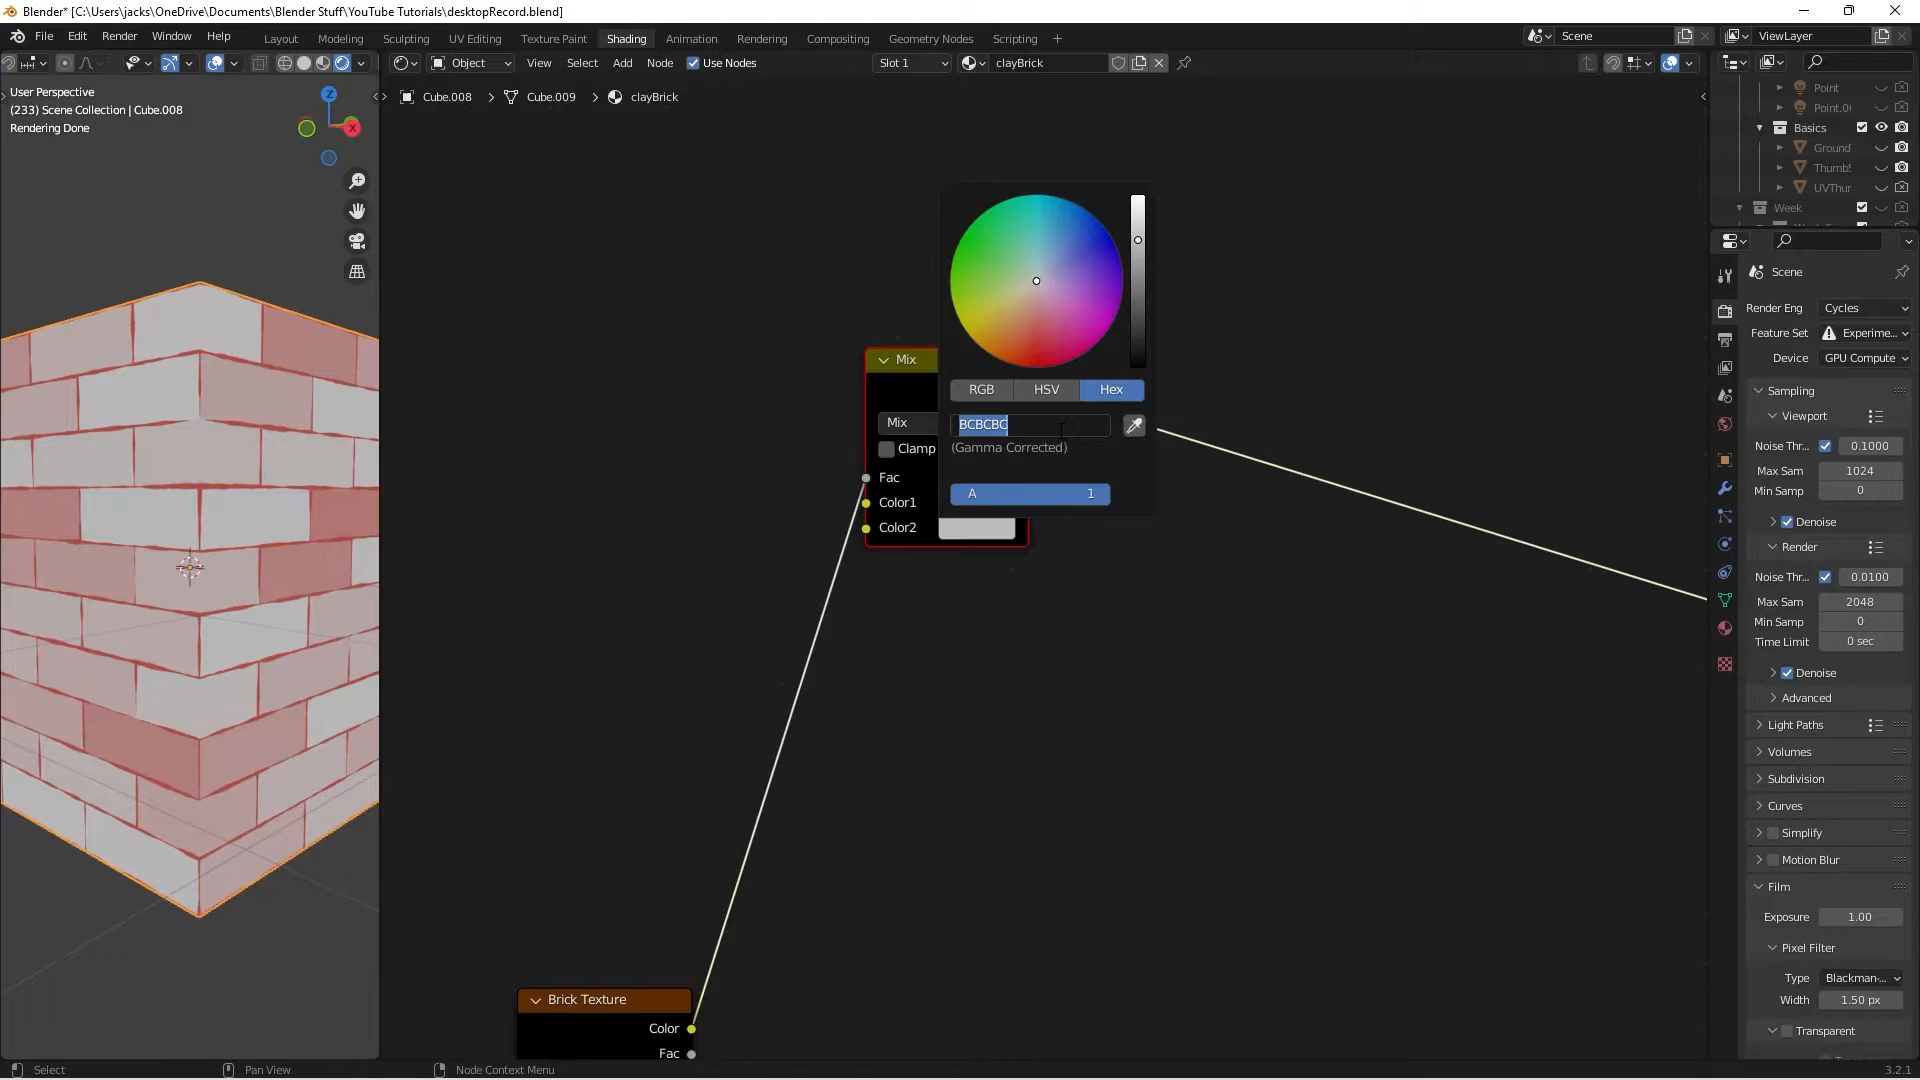 Blender* [C:\Users\jacks\OneDrive\Documents\Blender Stuff\YouTube Tutorials\desktopRecord.blend]
File Edit Render Window Help Layout Modeling Sculpting UV Editing Texture Paint Shading Animation Rendering Compositing Geometry Nodes Scripting + Scene ViewLayer
Object View Select Add Node Use Nodes Slot 1 clayBrick
User Perspective
(233) Scene Collection | Cube.008
Rendering Done
Z
X
Cube.008 > Cube.009 > clayBrick
Mix
Mix
Clamp
Fac
Color1
Color2
RGB HSV Hex
BCBCBC
(Gamma Corrected)
A 1
Brick Texture
Color
Fac
Point
Point.0
Basics
Ground
Thumb
UVThur
Week
Scene
Render Eng Cycles
Feature Set Experime...
Device GPU Compute
Sampling
Viewport
Noise Thr... 0.1000
Max Sam 1024
Min Samp 0
Denoise
Render
Noise Thr... 0.0100
Max Sam 2048
Min Samp 0
Time Limit 0 sec
Denoise
Advanced
Light Paths
Volumes
Subdivision
Curves
Simplify
Motion Blur
Film
Exposure 1.00
Pixel Filter
Type Blackman-...
Width 1.50 px
Transparent
Select Pan View Node Context Menu 3.2.1